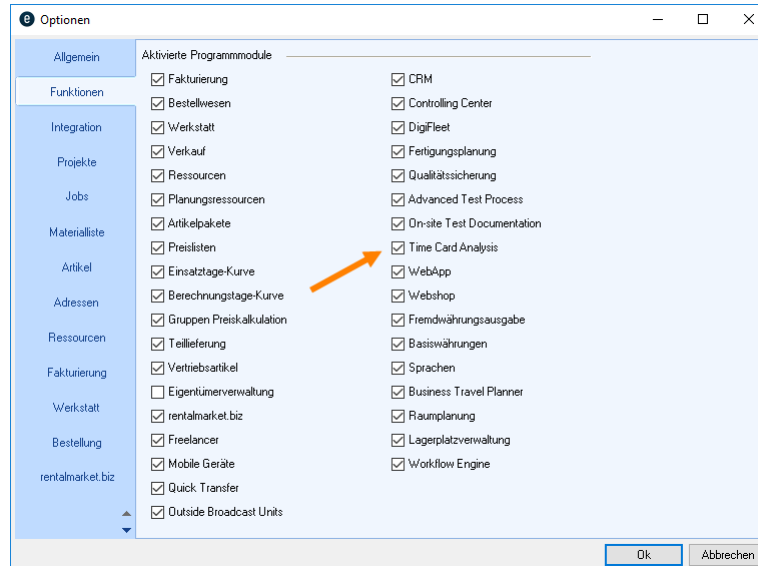 e Optionen
Allgemein
Funktionen
Integration
Projekte
Jobs
Materialliste
Artikel
Adressen
Ressourcen
Fakturierung
Werkstatt
Bestellung
rentalmarket.biz
Aktivierte Programmmodule
Fakturierung
Bestellwesen
Werkstatt
Verkauf
Ressourcen
Planungsressourcen
Artikelpakete
Preislisten
Einsatztage-Kurve
Berechnungstage-Kurve
Gruppen Preiskalkulation
Teillieferung
Vertriebsartikel
Eigentümerverwaltung
rentalmarket.biz
Freelancer
Mobile Geräte
Quick Transfer
Outside Broadcast Units
CRM
Controlling Center
DigiFleet
Fertigungsplanung
Qualitätssicherung
Advanced Test Process
On-site Test Documentation
Time Card Analysis
WebApp
Webshop
Fremdwährungsausgabe
Basiswährungen
Sprachen
Business Travel Planner
Raumplanung
Lagerplatzverwaltung
Workflow Engine
Ok
Abbrechen